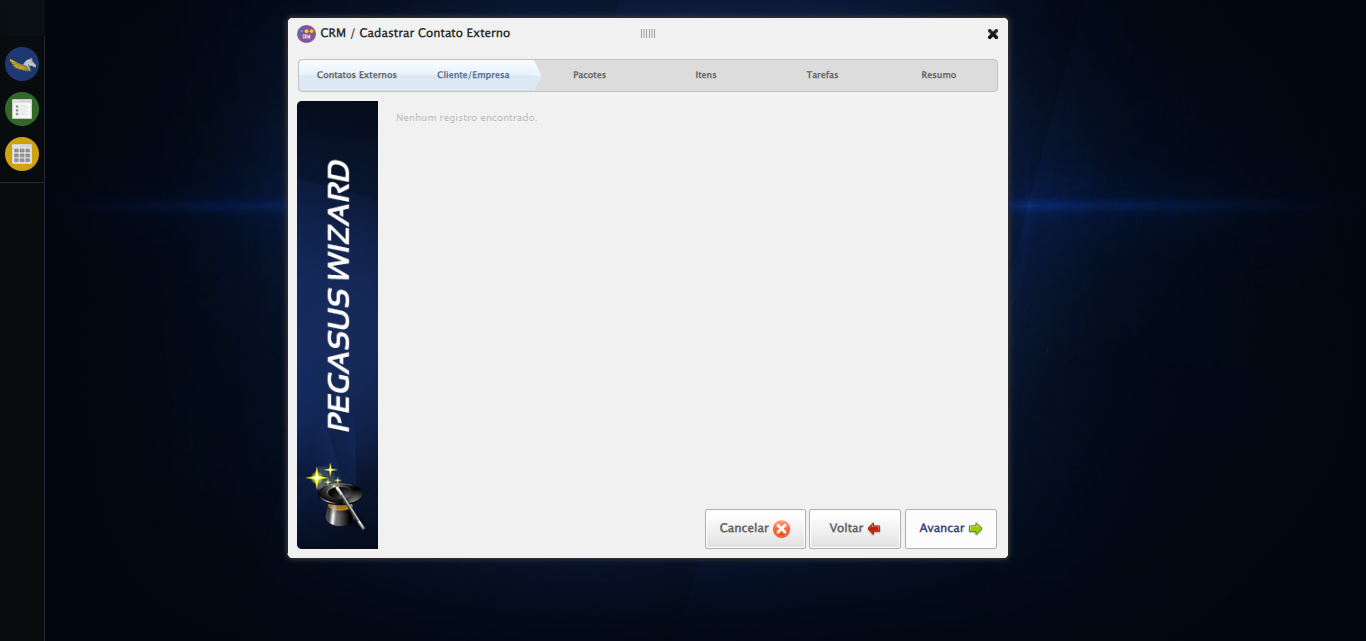 CRM / Cadastrar Contato Externo
Contatos Externos Cliente/Empresa Pacotes Itens Tarefas Resumo
Nenhum registro encontrado.
PEGASUS WIZARD
Cancelar Voltar Avancar